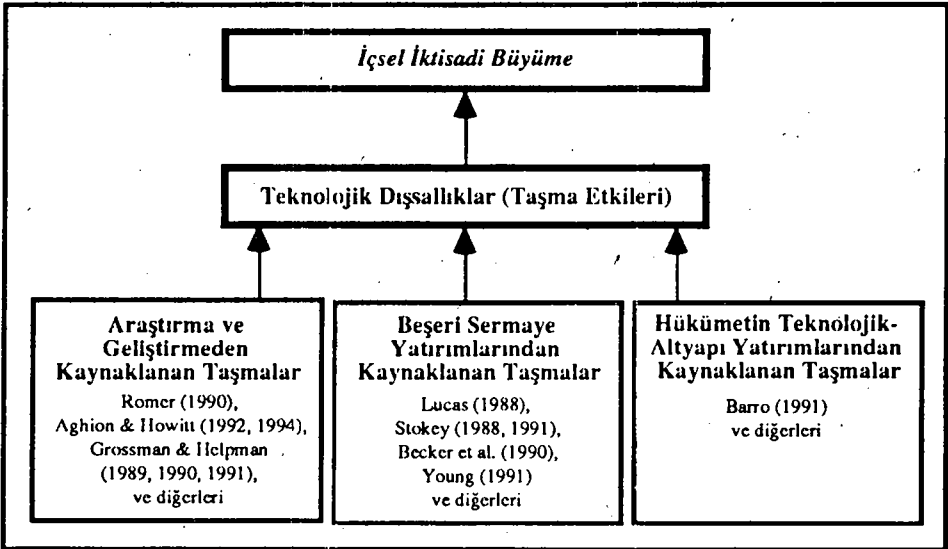 İçsel İktisadi Büyüme
Teknolojik Dışsallıklar (Taşma Etkileri)
Araştırma ve
Geliştirmeden
Kaynaklanan Taşmalar
Romer (1990),
Aghion & Howitt (1992, 1994),
Grossman & Helpman
(1989, 1990, 1991),
ve diğerleri
Beşeri Sermaye
Yatırımlarından
Kaynaklanan Taşmalar
Lucas (1988),
Stokey (1988, 1991),
Becker et al. (1990),
Young (1991)
ve diğerleri
Hükümetin Teknolojik-
Altyapı Yatırımlarından
Kaynaklanan Taşmalar
Barro (1991)
ve diğerleri